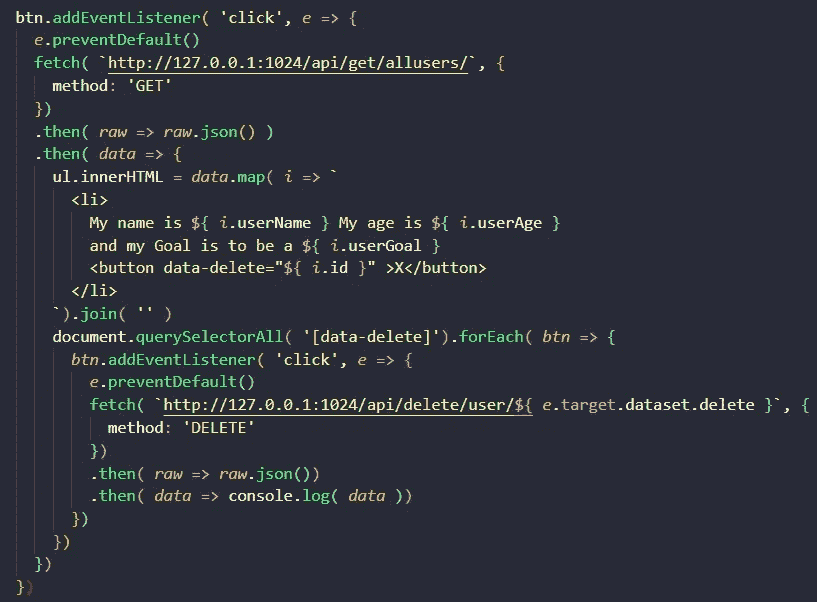 btn.addEventListener( 'click', e => {
e.preventDefault()
fetch( `http://127.0.0.1:1024/api/get/allusers/`, {
method: 'GET'
})
.then( raw => raw.json() )
.then( data => {
ul.innerHTML = data.map( i => `
<li>
My name is ${ i.userName } My age is ${ i.userAge }
and my Goal is to be a ${ i.userGoal }
<button data-delete="${ i.id }" >X</button>
</li>
`).join( '' )
document.querySelectorAll( '[data-delete]').forEach( btn => {
btn.addEventListener( 'click', e => {
e.preventDefault()
fetch( `http://127.0.0.1:1024/api/delete/user/${ e.target.dataset.delete }`, {
method: 'DELETE'
})
.then( raw => raw.json())
.then( data => console.log( data ))
})
})
})
})